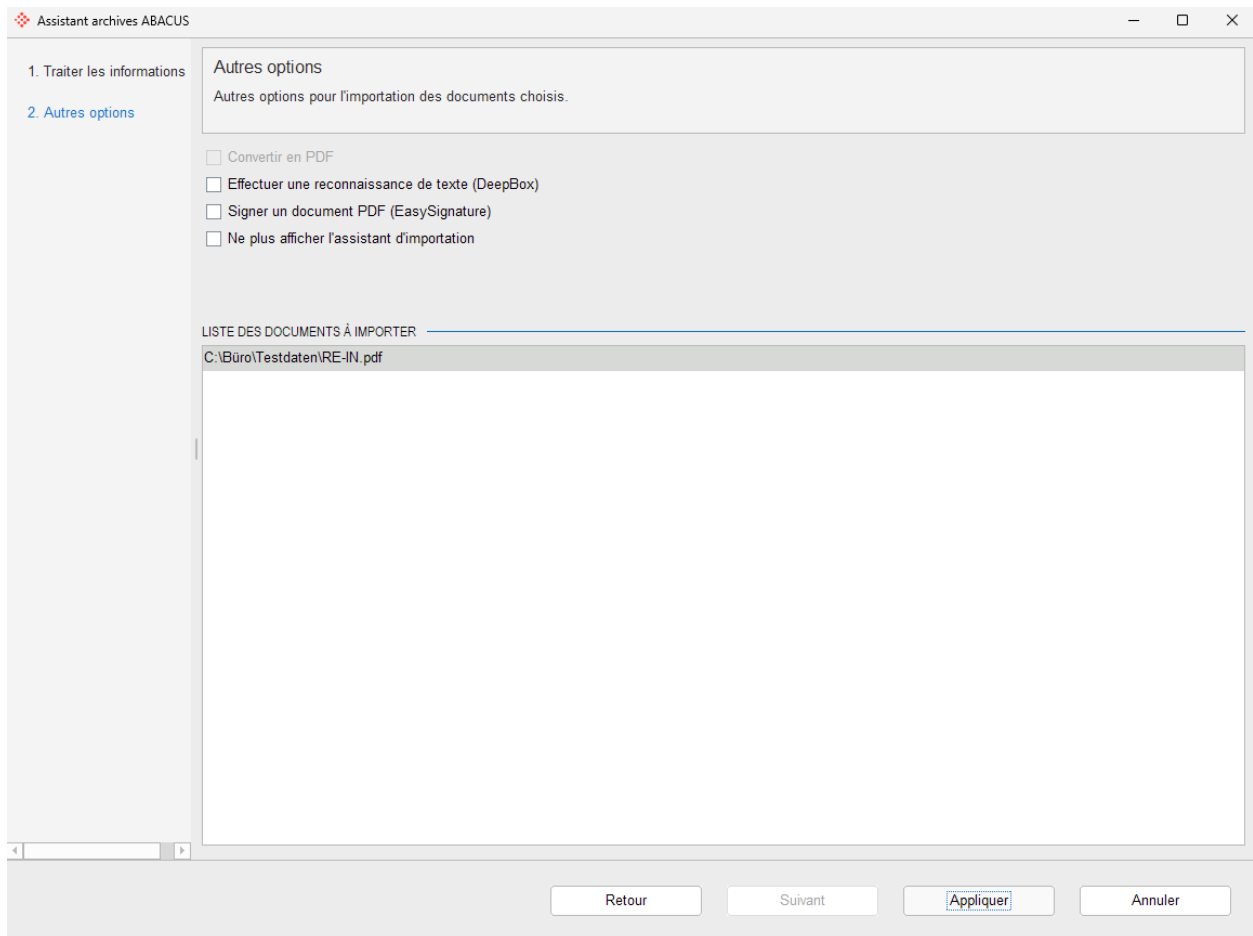 Assistant archives ABACUS
1. Traiter les informations
2. Autres options
Autres options
Autres options pour l'importation des documents choisis.
Convertir en PDF
Effectuer une reconnaissance de texte (DeepBox)
Signer un document PDF (EasySignature)
Ne plus afficher l'assistant d'importation
LISTE DES DOCUMENTS À IMPORTER
C:\Büro\Testdaten\RE-IN.pdf
Retour
Suivant
Appliquer
Annuler